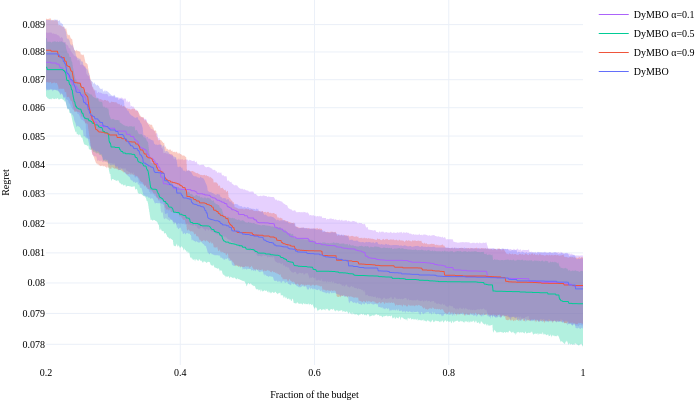 0.089
0.088
0.087
0.086
0.085
0.084
0.083
0.082
0.081
0.08
0.079
0.078
Regret
0.2
0.4
0.6
0.8
1
Fraction of the budget
DyMBO α=0.1
DyMBO α=0.5
DyMBO α=0.9
DyMBO